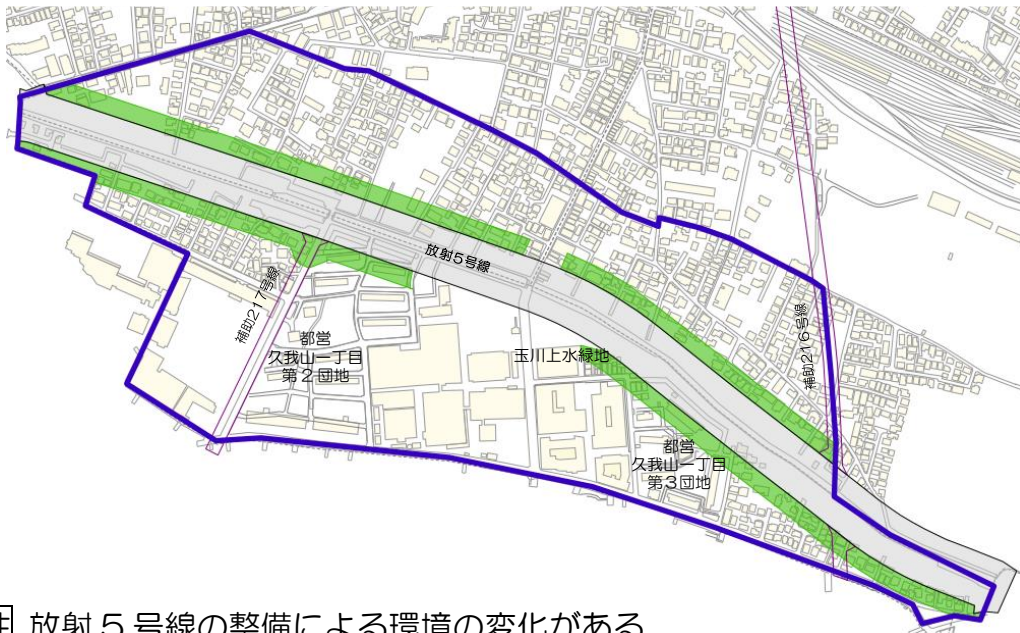 放射5号線
補助217号線
都営
久我山一丁目
第2団地
玉川上水緑地
補助216号線
都営
久我山一丁目
第3団地
放射5号線の整備による環境の変化がある